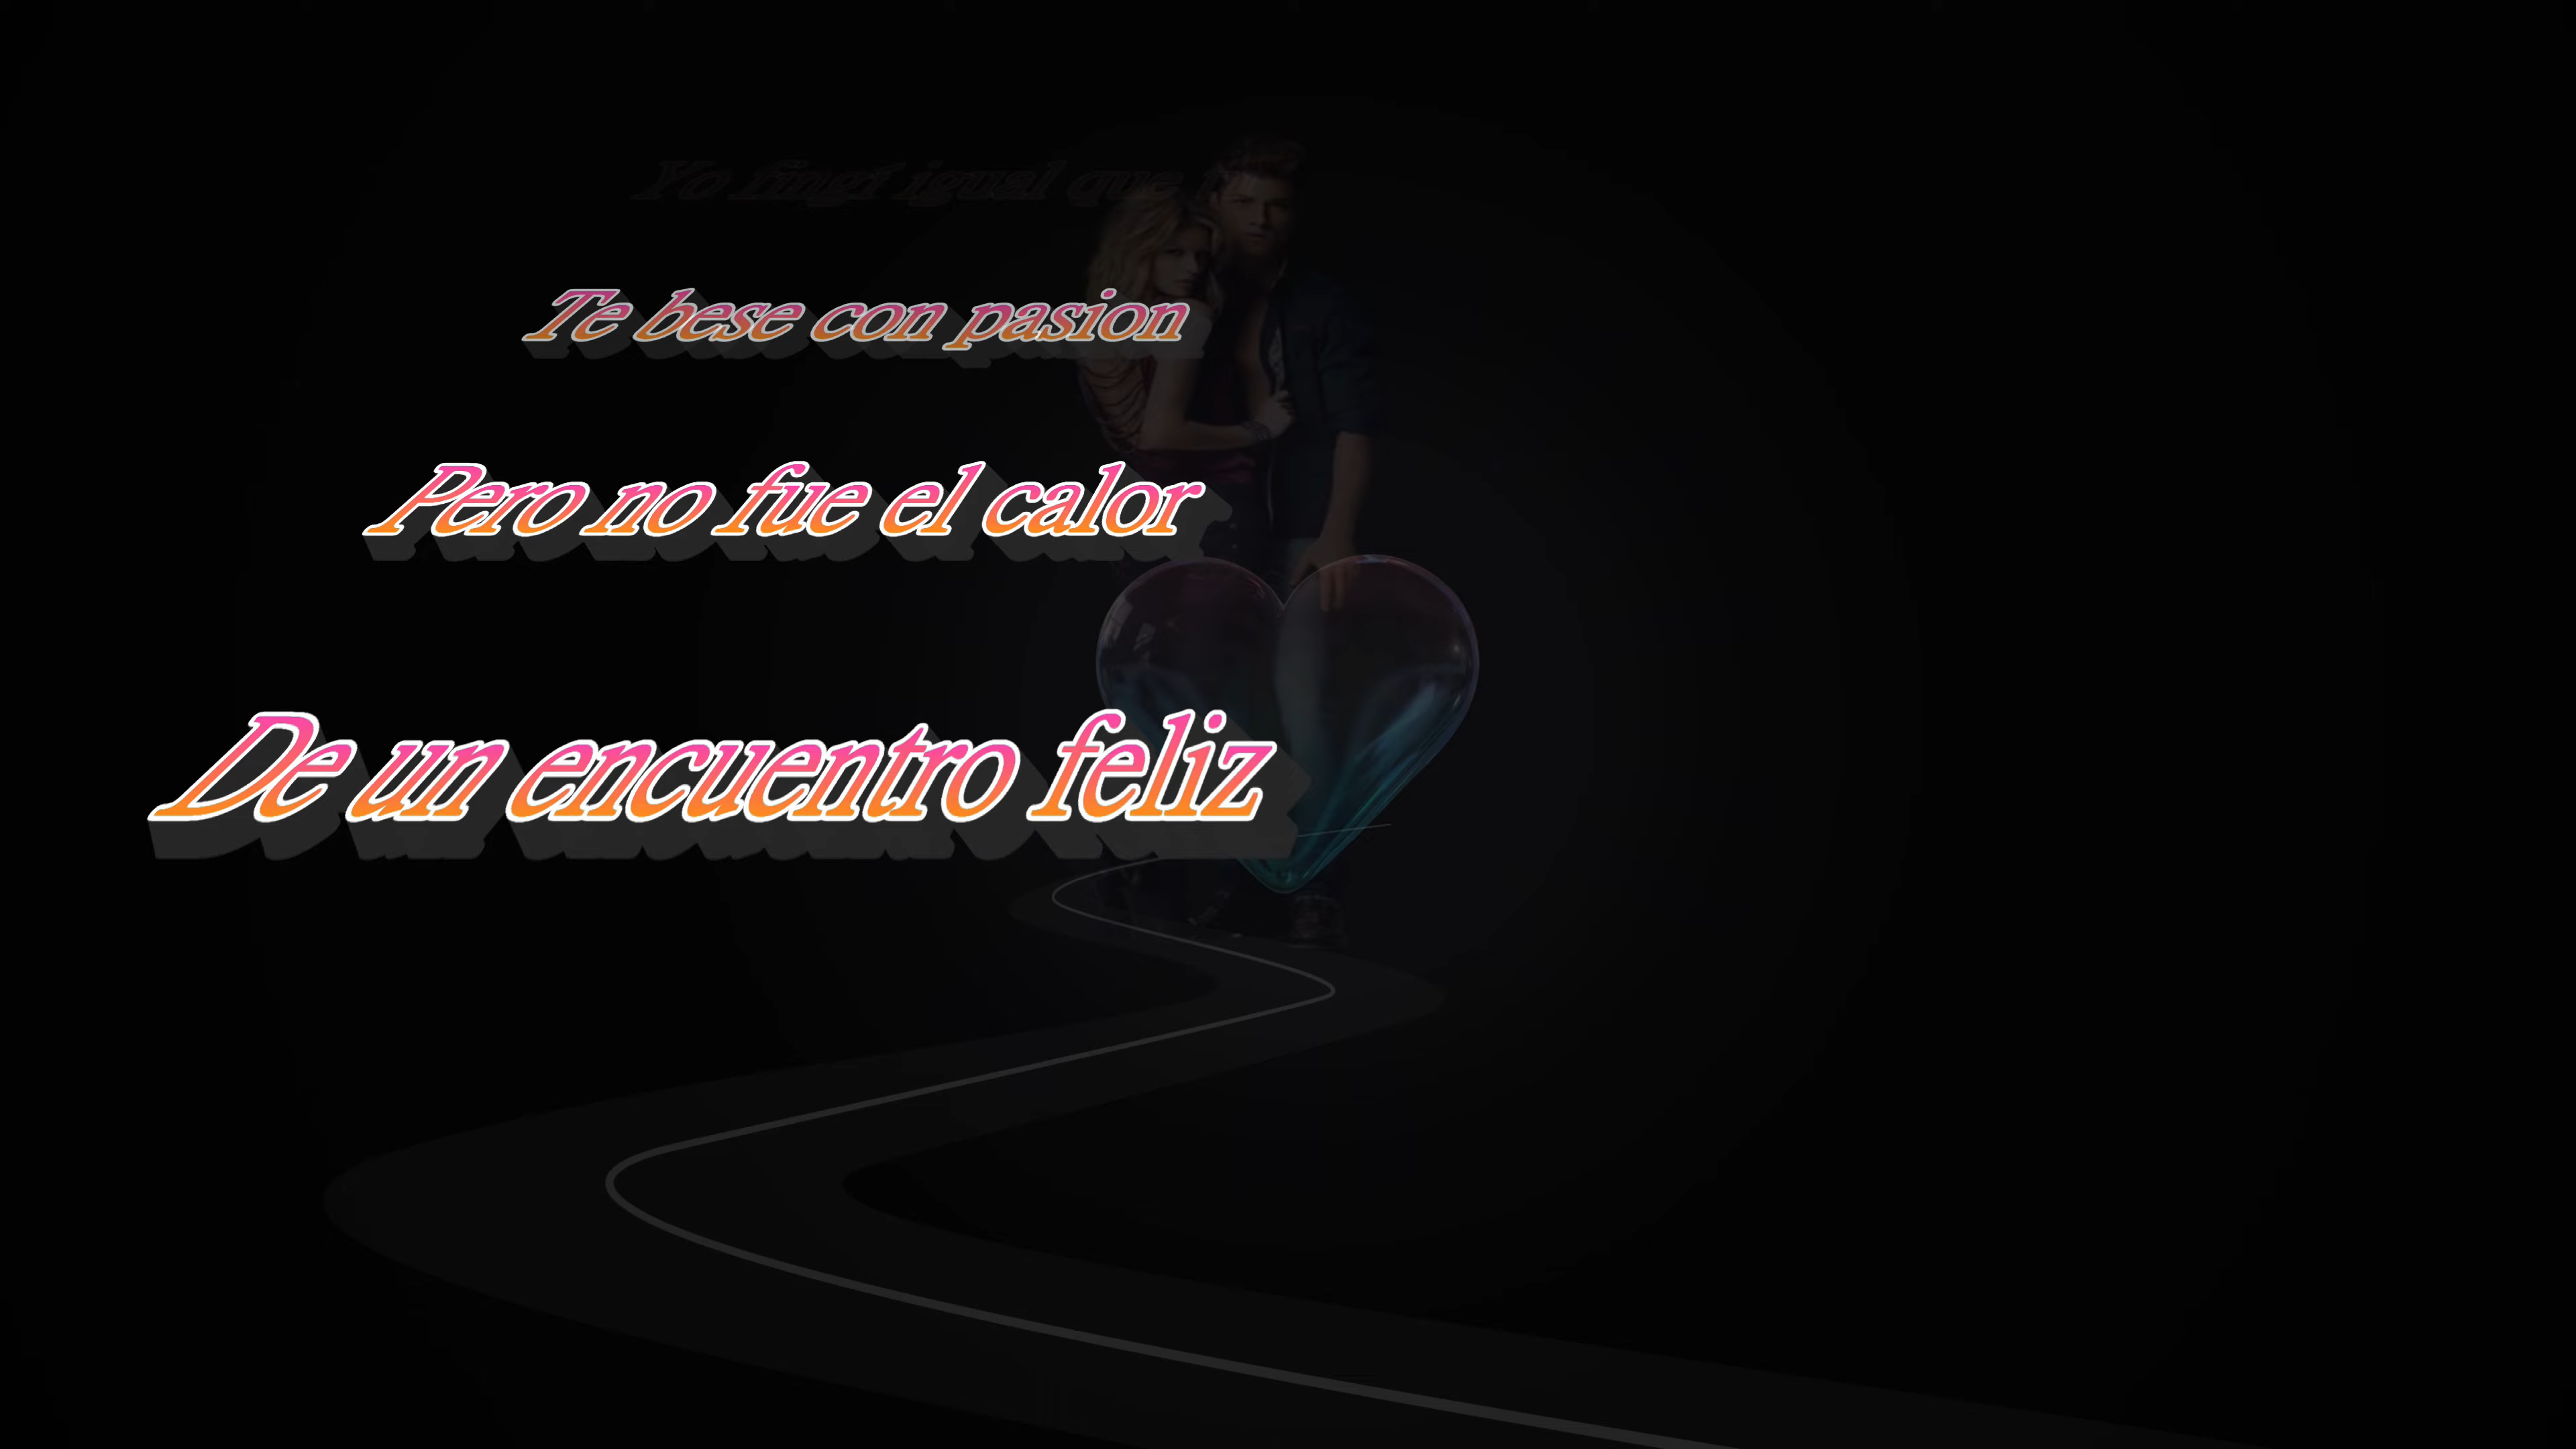 Yo fingí igual que
Te bese con pasion
Pero no fue el calor
De un encuentro feliz